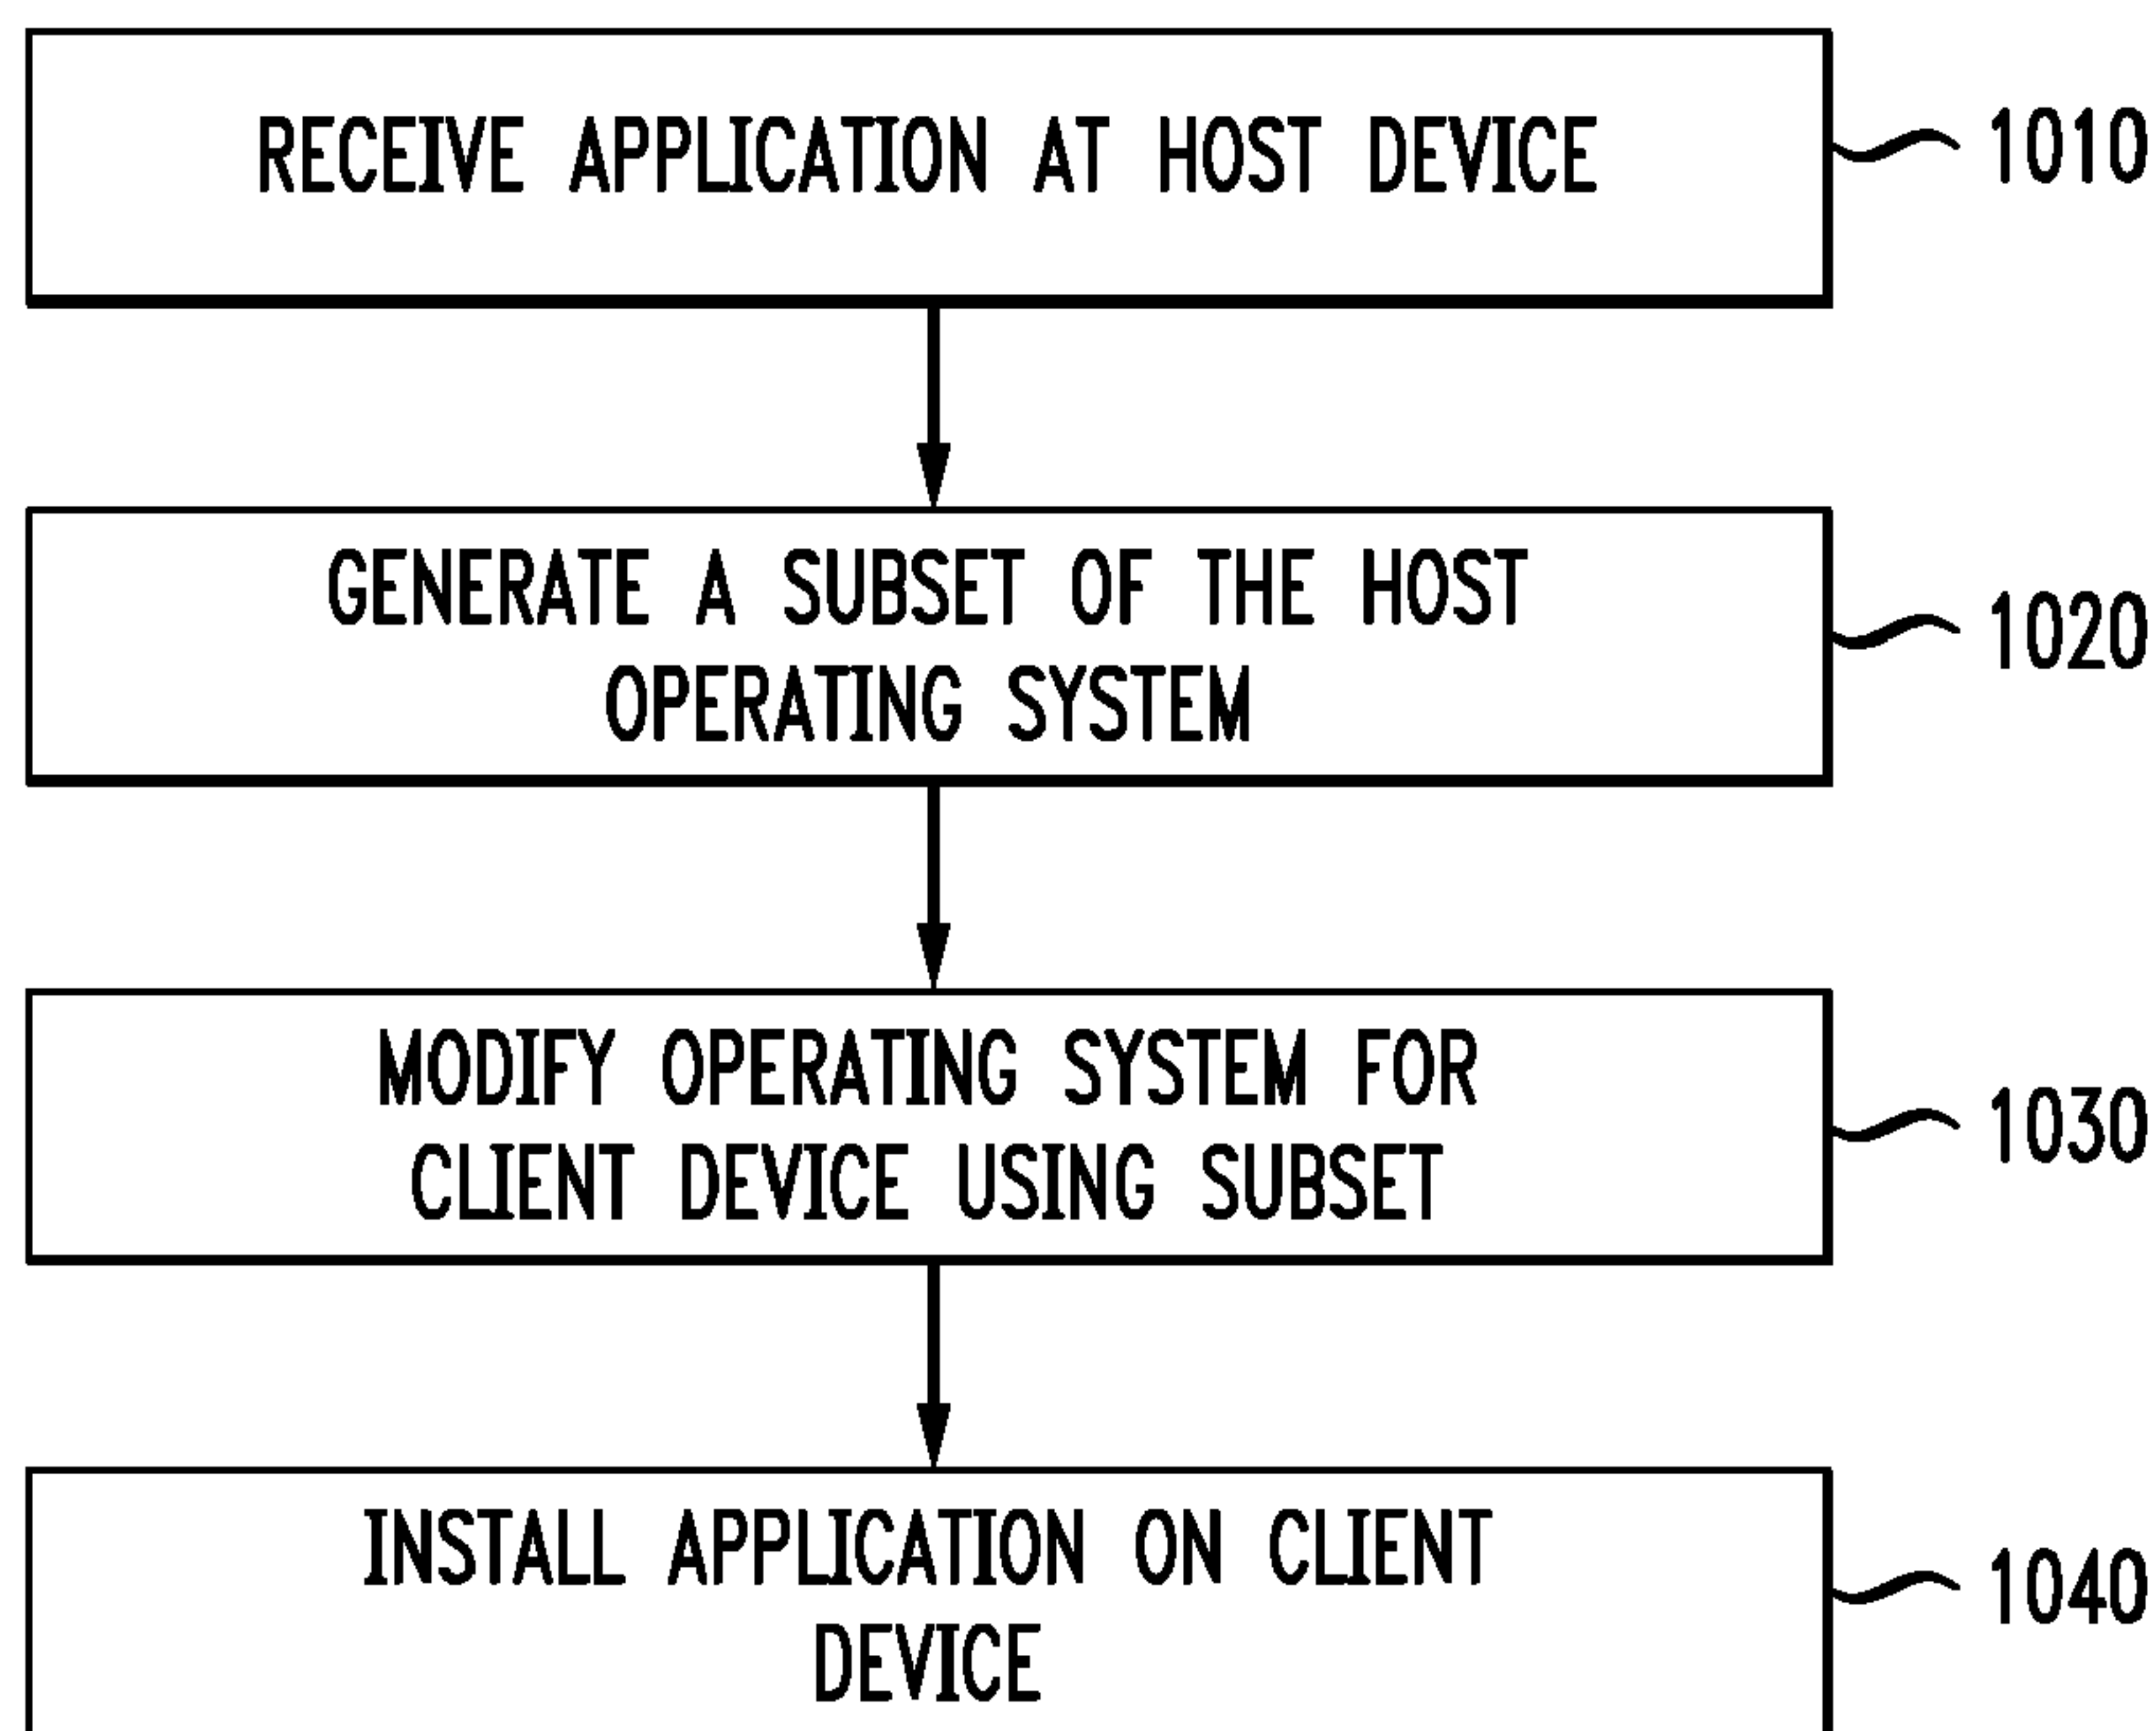 RECEIVE APPLICATION AT HOST DEVICE
1010
GENERATE A SUBSET OF THE HOST
OPERATING SYSTEM
1020
MODIFY OPERATING SYSTEM FOR
CLIENT DEVICE USING SUBSET
1030
INSTALL APPLICATION ON CLIENT
DEVICE
1040